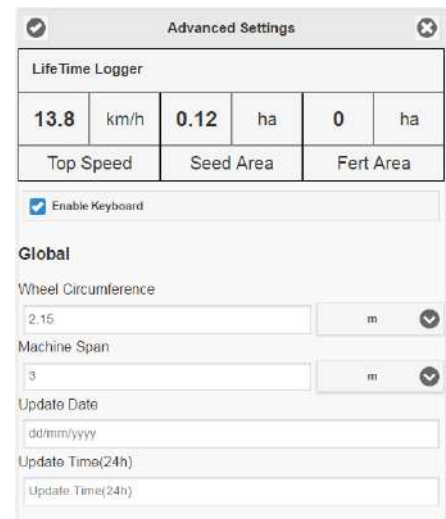 Advanced Settings
LifeTime Logger
13.8 km/h 0.12 ha 0 ha
Top Speed Seed Area Fert Area
Enable Keyboard
Global
Wheel Circumference
2.15 m
Machine Span
3 m
Update Date
dd/mm/yyyy
Update Time(24h)
Update Time(24h)